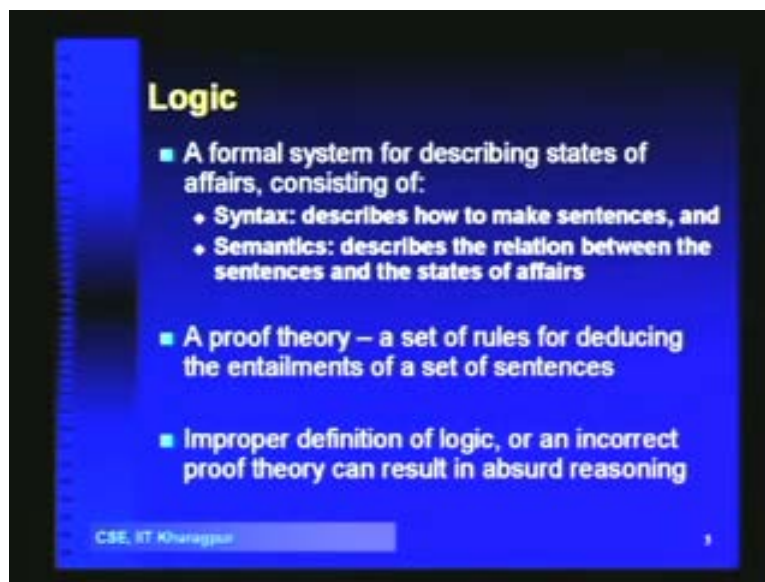 Logic
A formal system for describing states of
affairs, consisting of:
Syntax: describes how to make sentences, and
Semantics: describes the relation between the
sentences and the states of affairs
A proof theory – a set of rules for deducing
the entailments of a set of sentences
Improper definition of logic, or an incorrect
proof theory can result in absurd reasoning
CSE, IIT Kharagpur